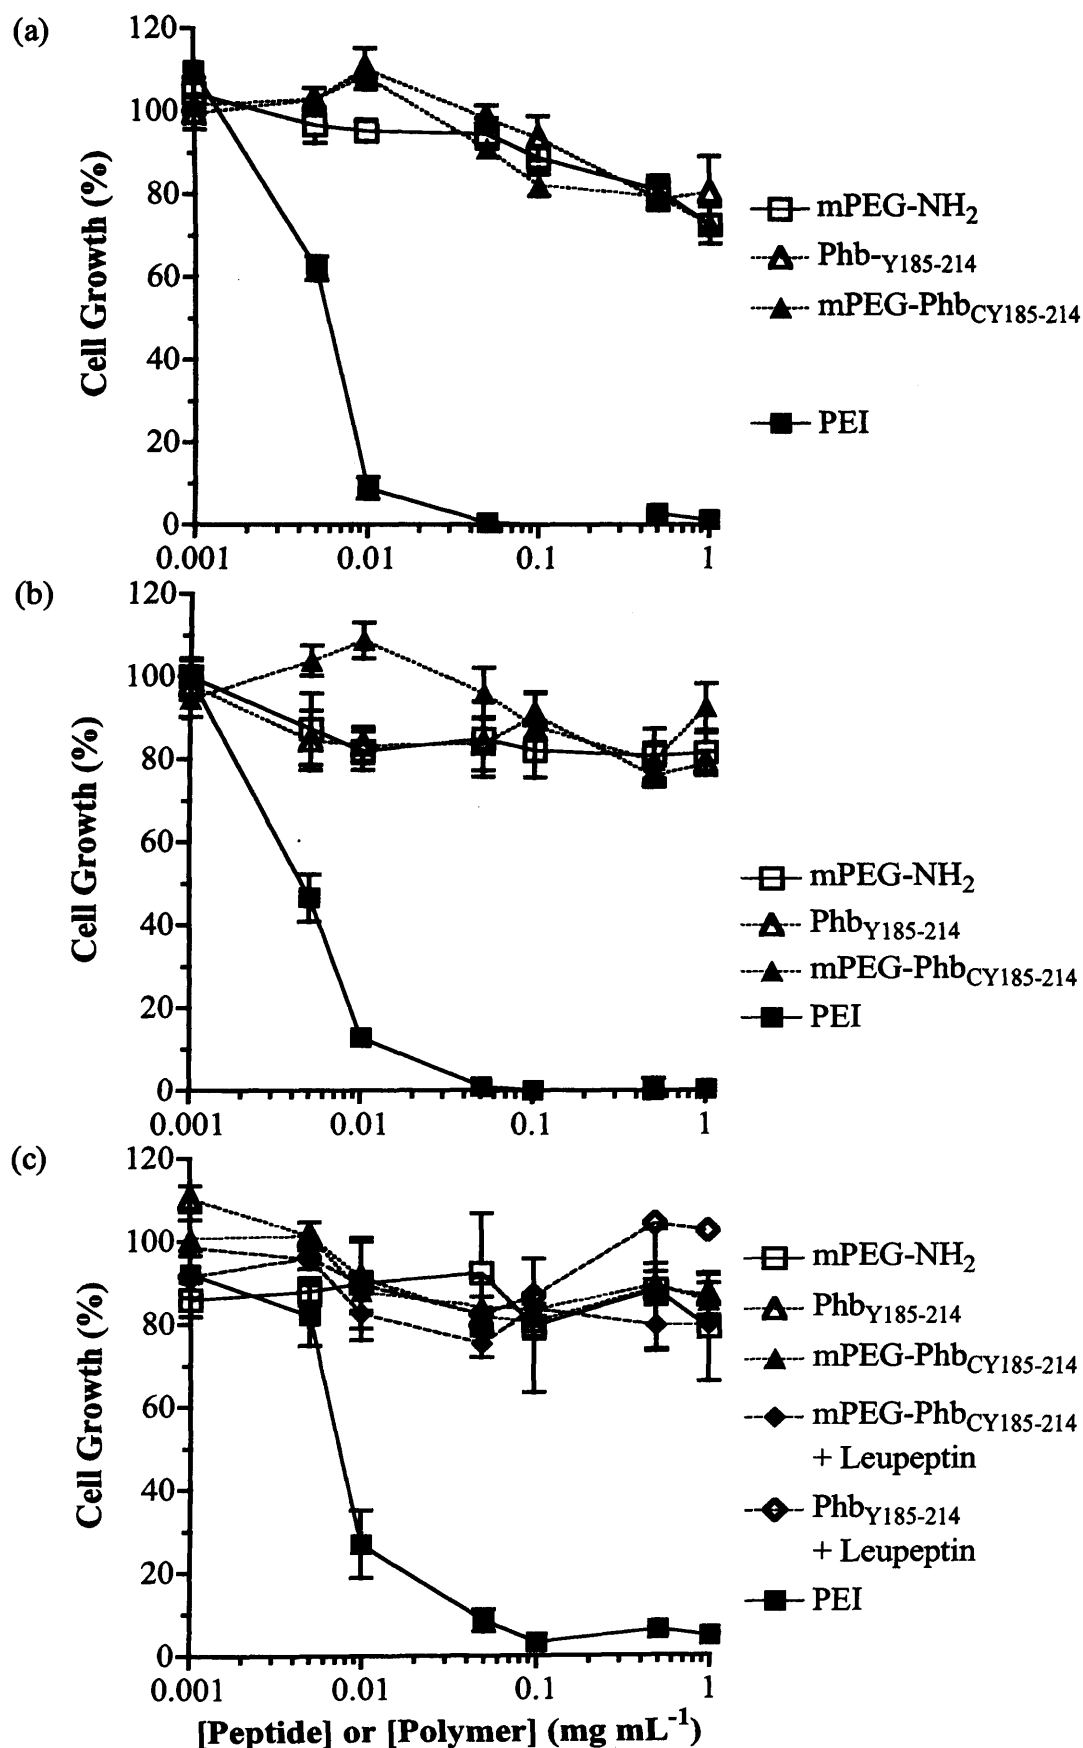 (a)
120
100
80
60
40
20
0
Cell Growth (%)
0.001 0.01 0.1 1
mPEG-NH2
Phb-Y185-214
mPEG-PhbCY185-214
PEI
(b)
120
100
80
60
40
20
0
Cell Growth (%)
0.001 0.01 0.1 1
mPEG-NH2
PhbY185-214
mPEG-PhbCY185-214
PEI
(c)
120
100
80
60
40
20
0
Cell Growth (%)
0.001 0.01 0.1 1
mPEG-NH2
PhbY185-214
mPEG-PhbCY185-214
mPEG-PhbCY185-214
+ Leupeptin
PhbY185-214
+ Leupeptin
PEI
[Peptide] or [Polymer] (mg mL-1)